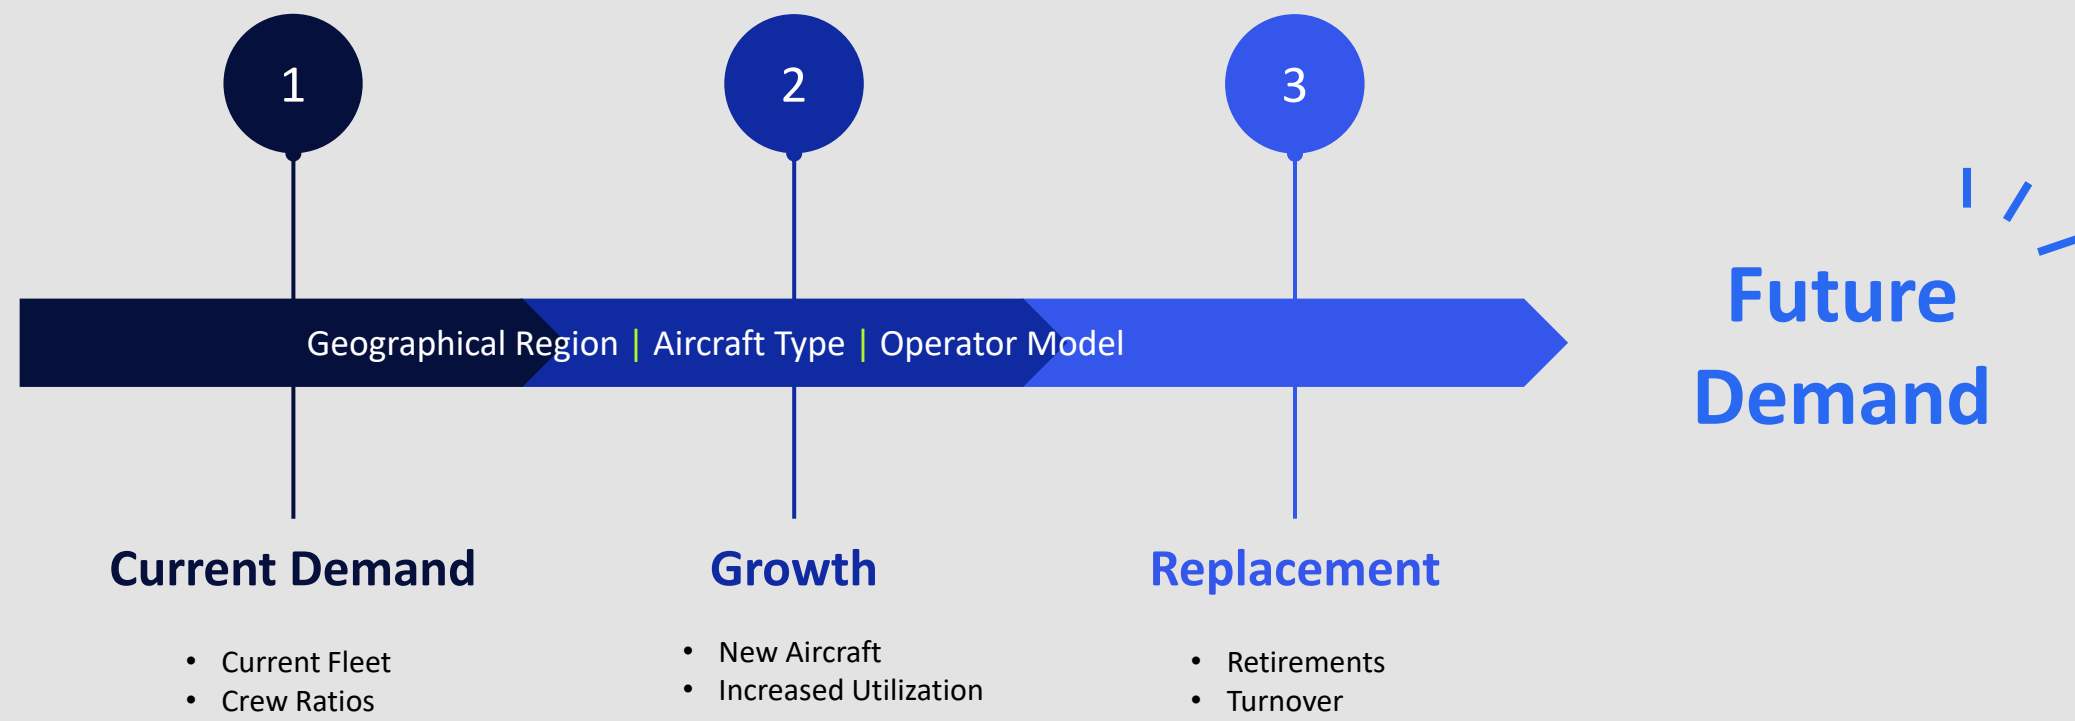 1
2
3
Geographical Region | Aircraft Type | Operator Model
Future
Demand
Current Demand
• Current Fleet
• Crew Ratios
Growth
• New Aircraft
• Increased Utilization
Replacement
• Retirements
• Turnover